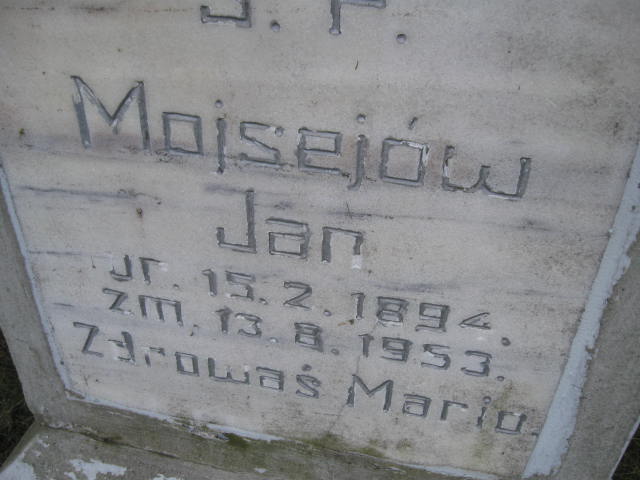 Ś. P.
Mojsejów
Jan
ur. 15.2.1894.
zm. 13.8.1953.
Zdrowaś Mario.